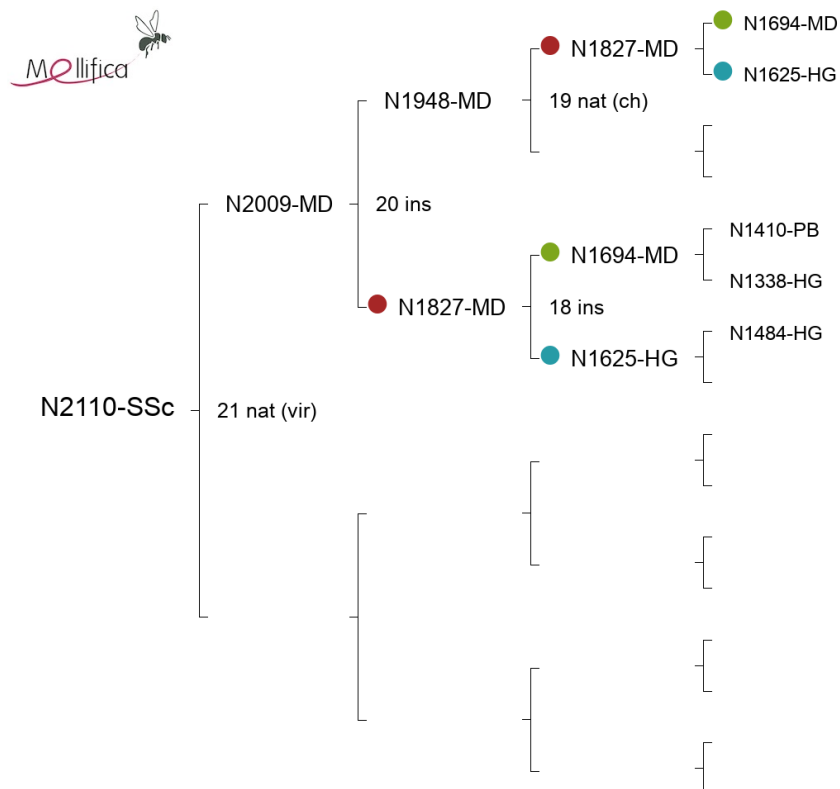 Mellifica
N1694-MD
N1827-MD
N1625-HG
N1948-MD
19 nat (ch)
N2009-MD
20 ins
N1410-PB
N1694-MD
N1338-HG
N1827-MD
18 ins
N1484-HG
N1625-HG
N2110-SSc
21 nat (vir)